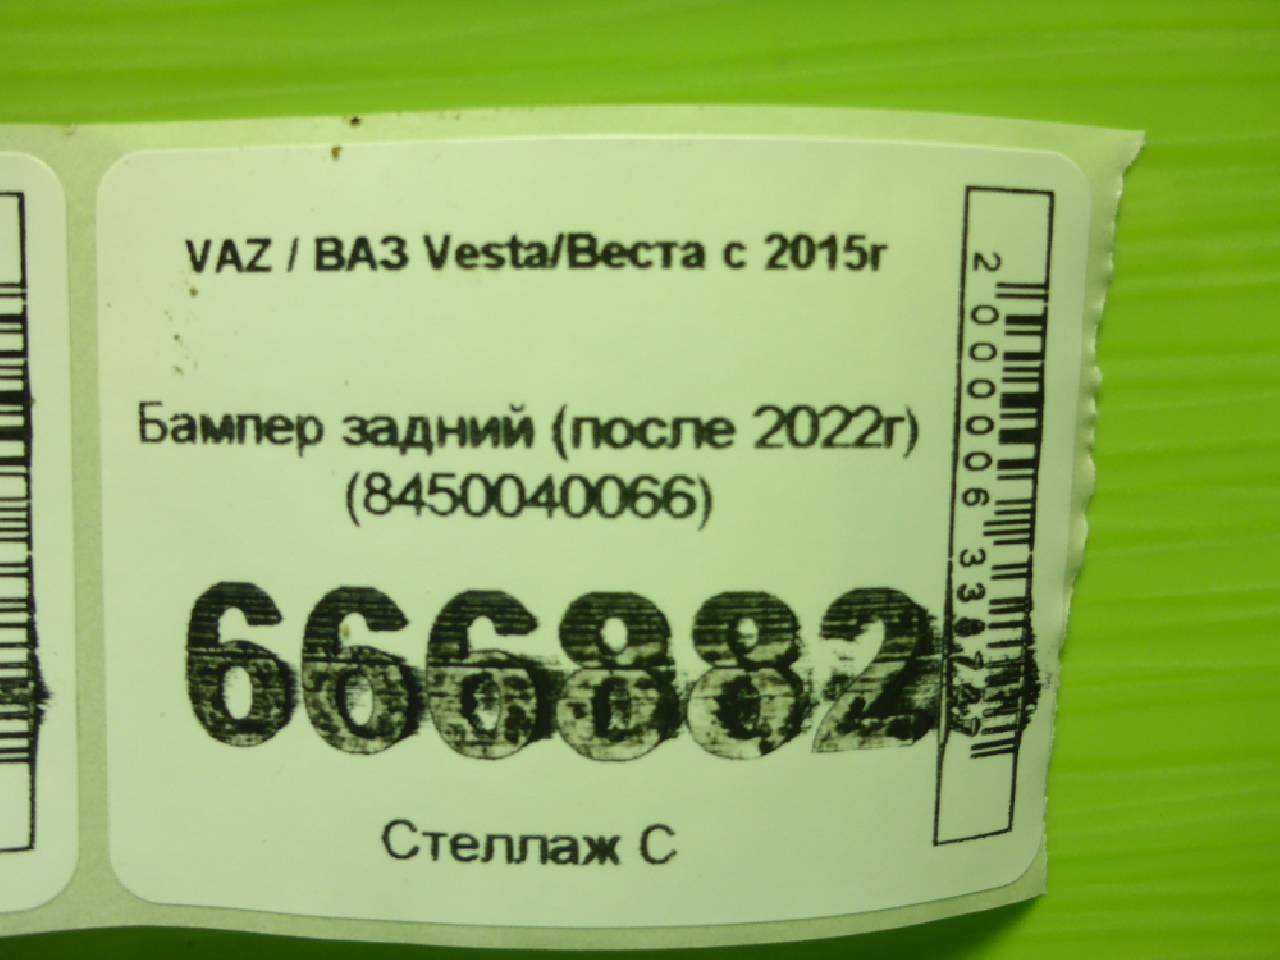 VAZ / ВАЗ Vesta/Веста с 2015г
Бампер задний (после 2022г)
(8450040066)
666882
Стеллаж С